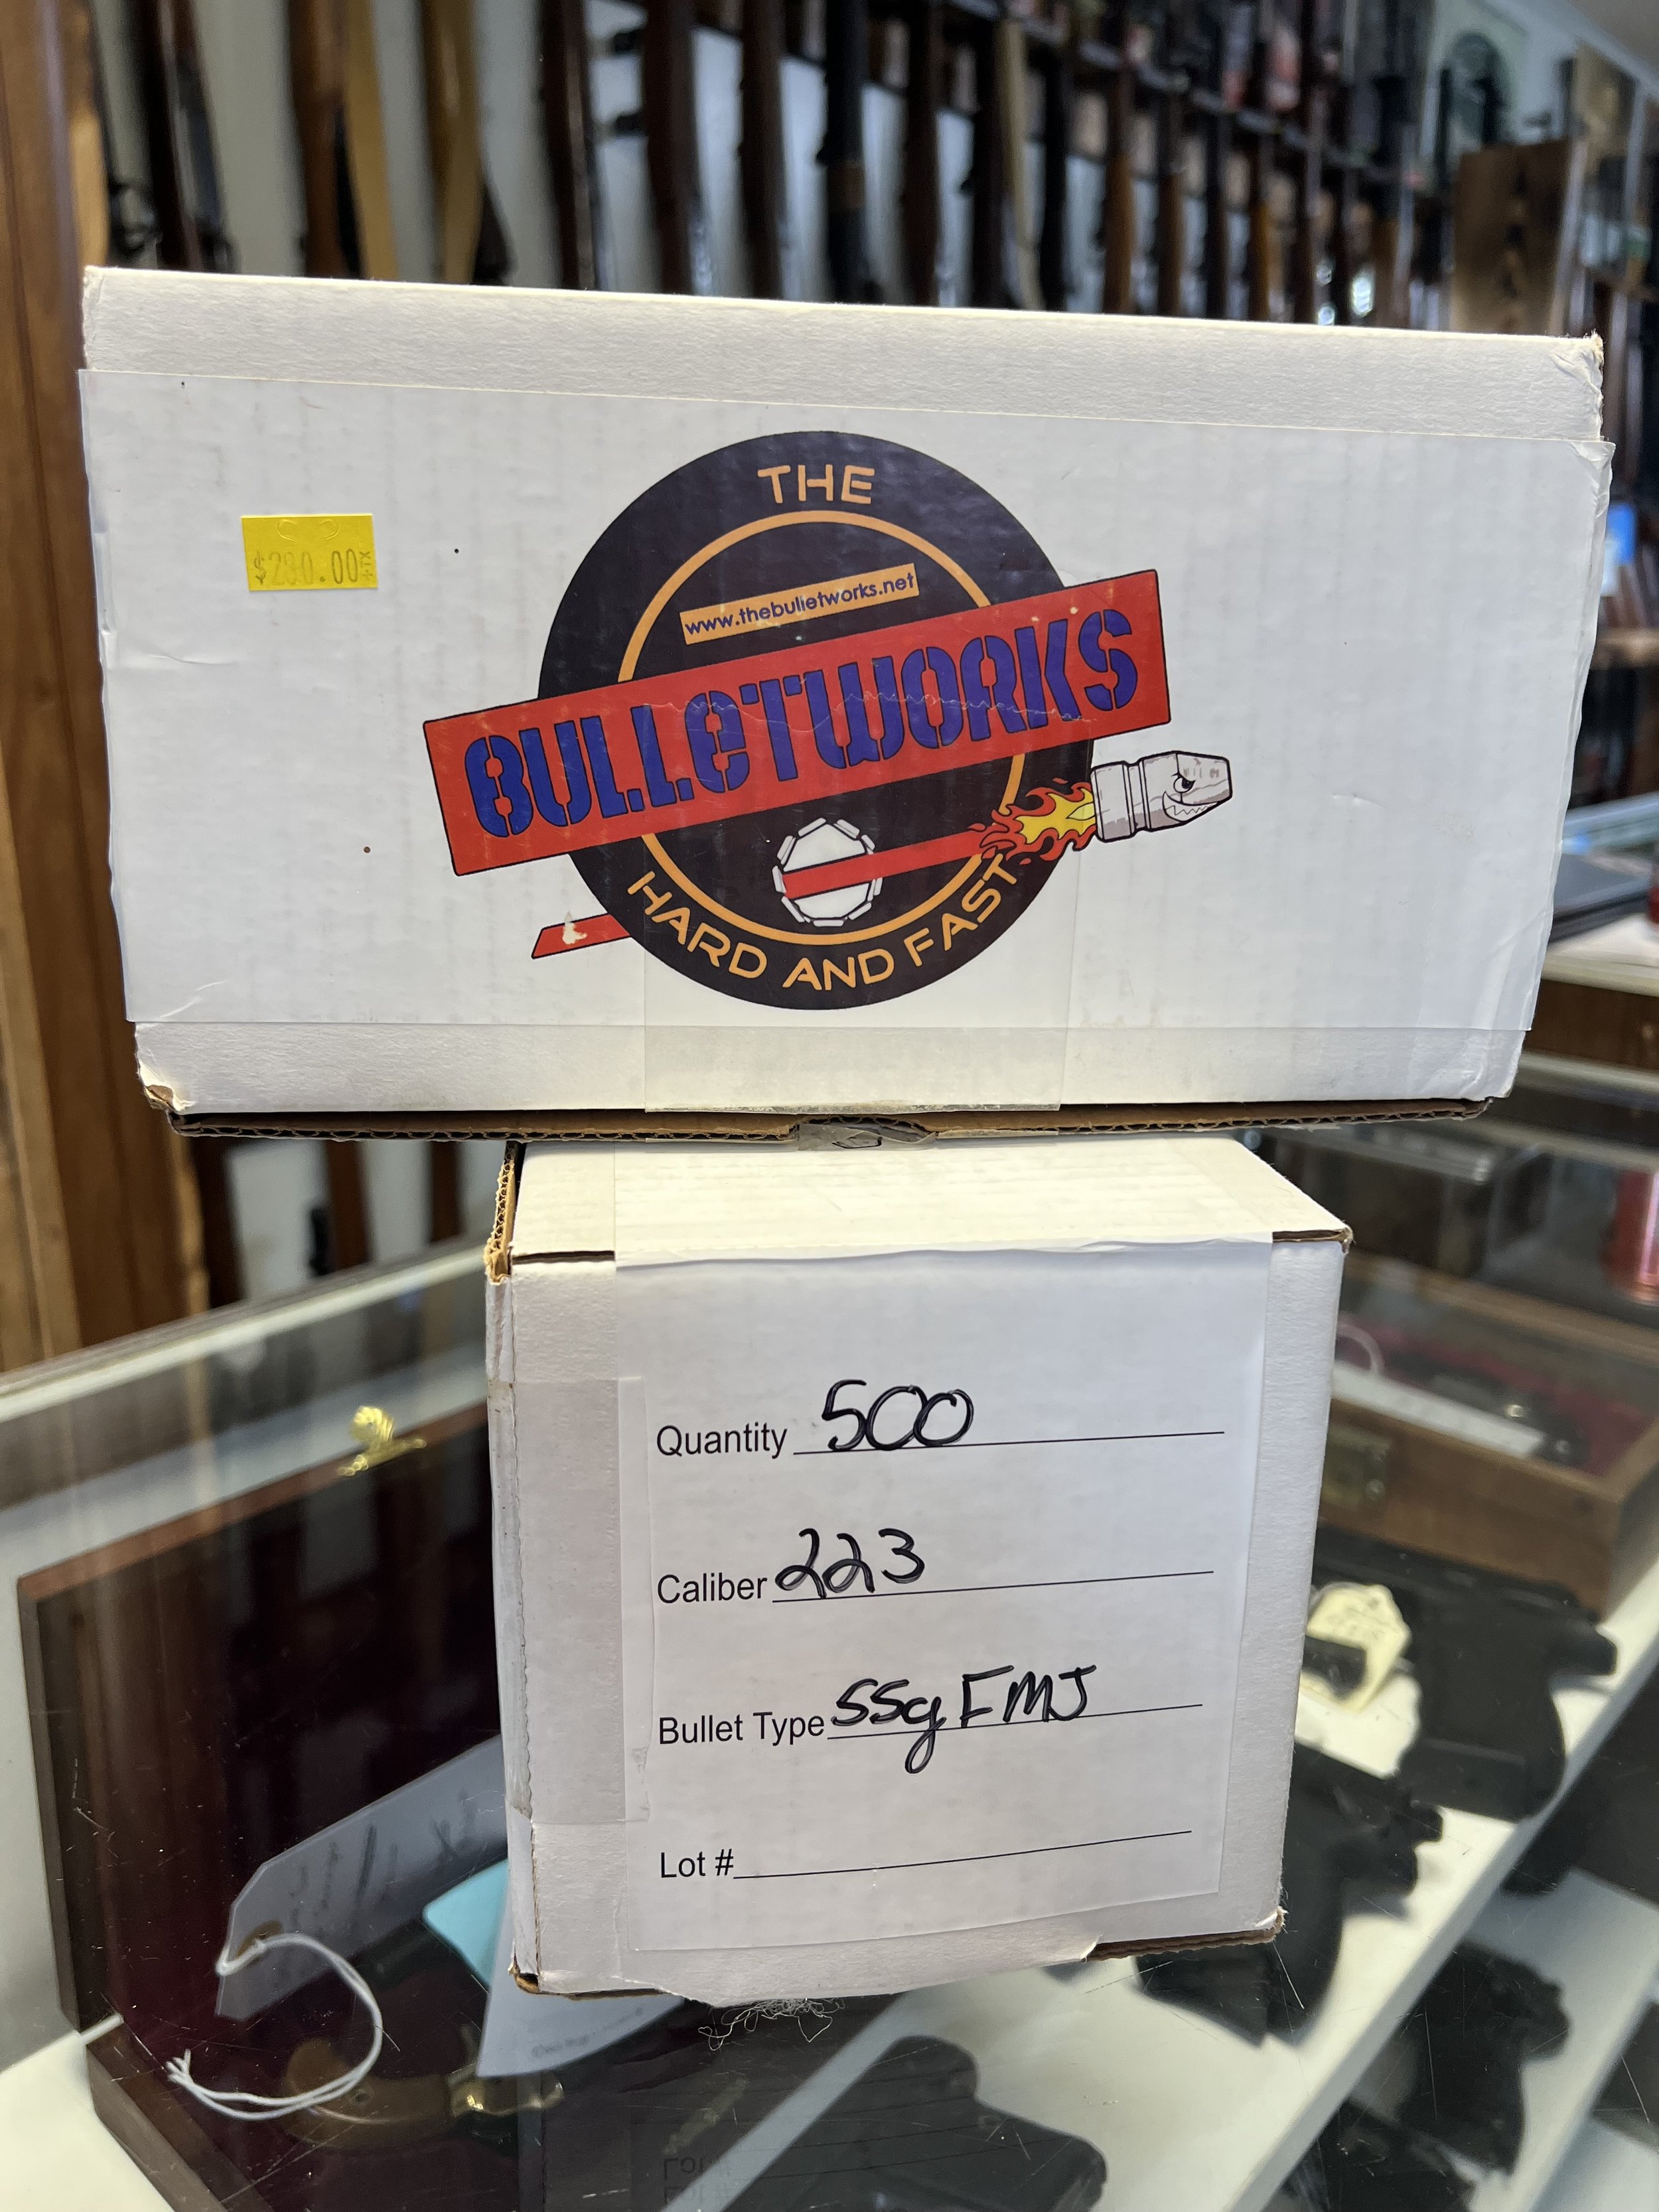 THE
www.thebulletworks.net
BULLETWORKS
HARD AND FAST
$280.00 +TX
Quantity 500
Caliber 223
Bullet Type 55g FMJ
Lot #